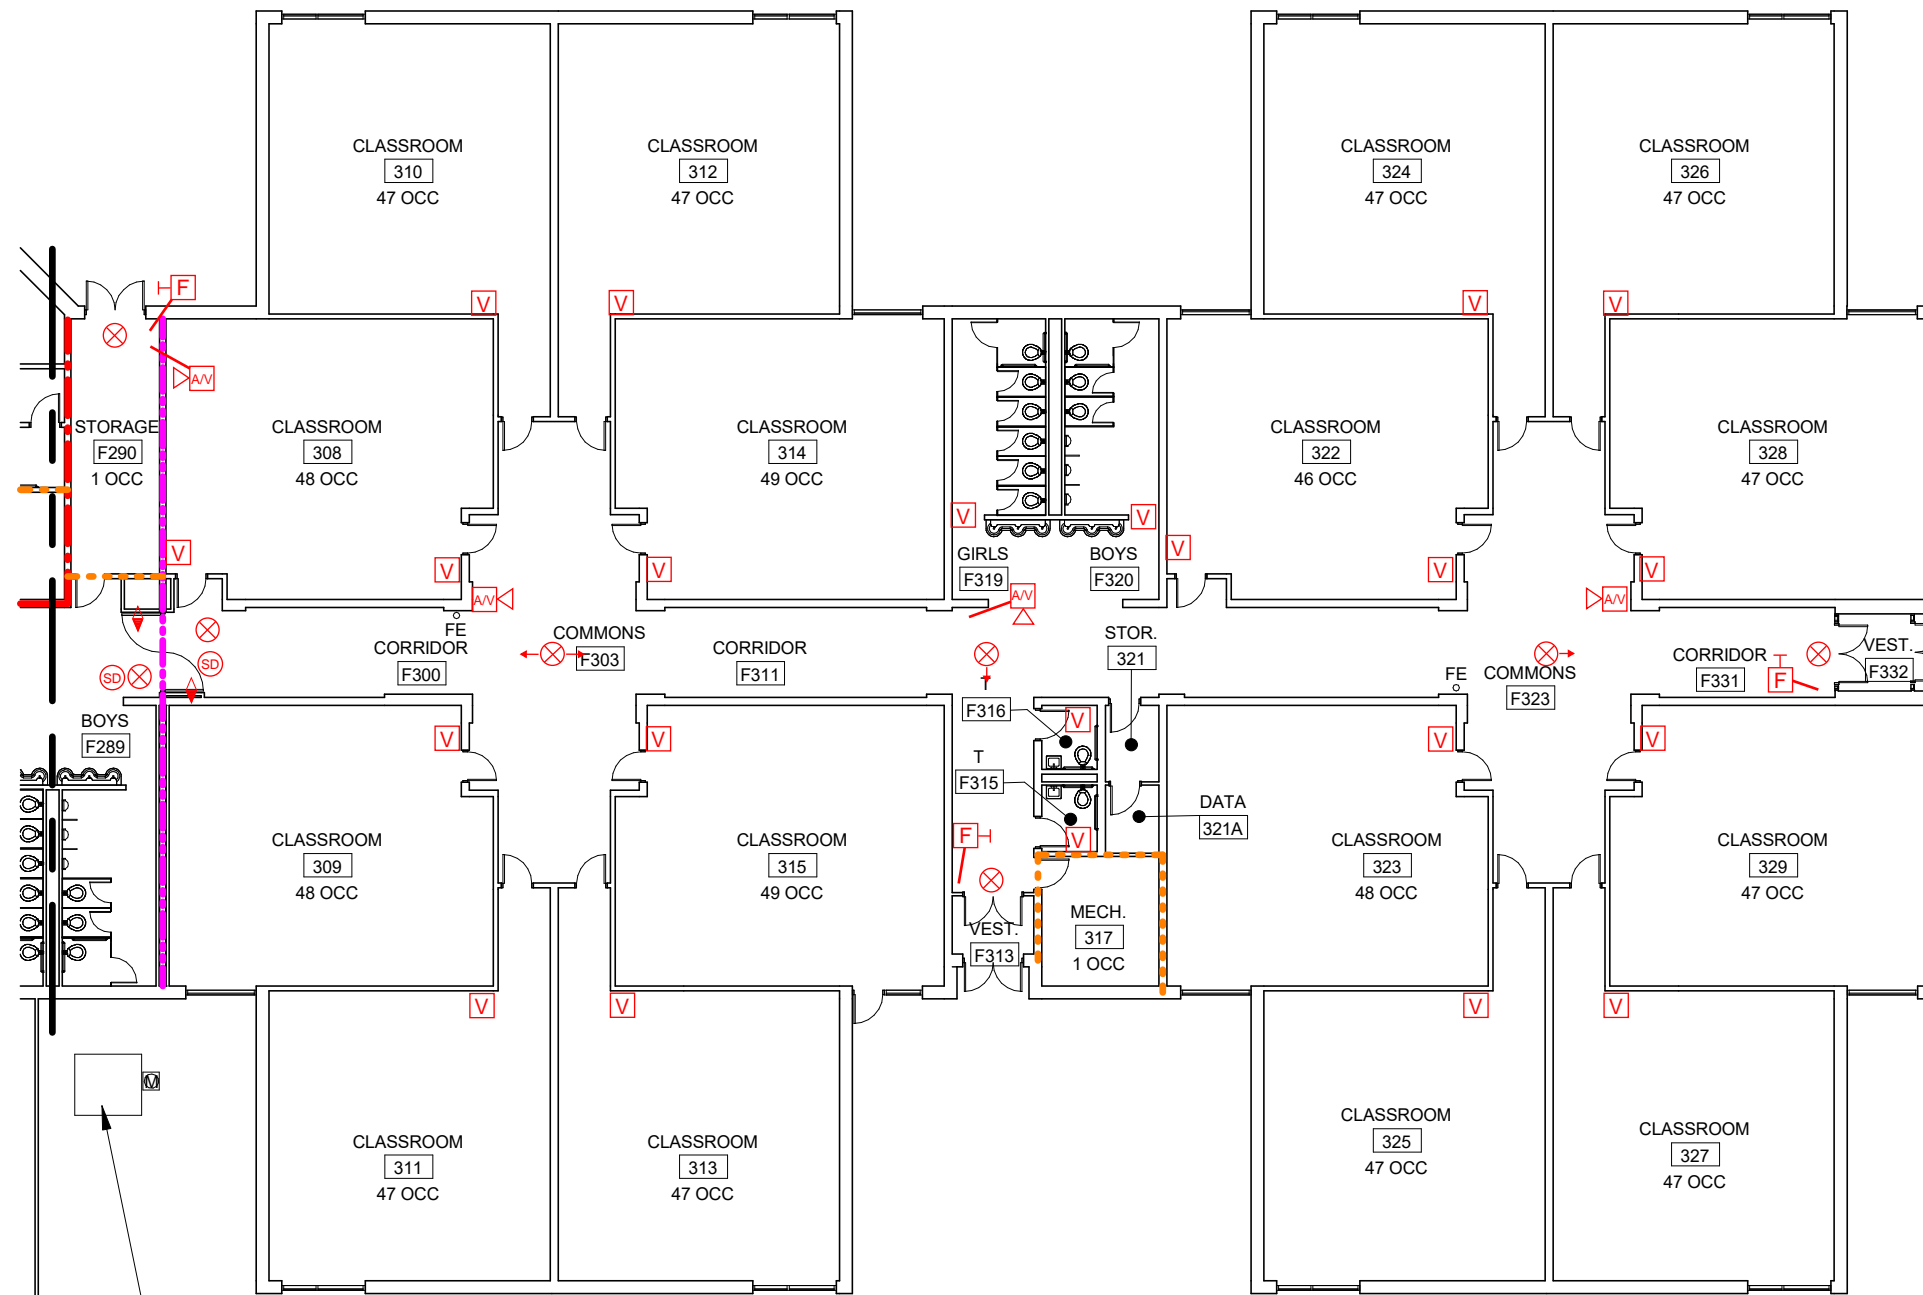 CLASSROOM
310
47 OCC
CLASSROOM
312
47 OCC
CLASSROOM
324
47 OCC
CLASSROOM
326
47 OCC
F
V
V
V
V
A/V
STORAGE
F290
1 OCC
CLASSROOM
308
48 OCC
CLASSROOM
314
49 OCC
CLASSROOM
322
46 OCC
CLASSROOM
328
47 OCC
V
V
V
V
V
V
V
V
GIRLS
F319
BOYS
F320
A/V
A/V
A/V
FE
CORRIDOR
F300
COMMONS
F303
CORRIDOR
F311
STOR.
321
SD
SD
FE
COMMONS
F323
CORRIDOR
F331
F
VEST.
F332
T
F316
V
BOYS
F289
V
V
V
V
T
F315
DATA
321A
V
F
CLASSROOM
309
48 OCC
CLASSROOM
315
49 OCC
CLASSROOM
323
48 OCC
CLASSROOM
329
47 OCC
VEST.
F313
MECH.
317
1 OCC
V
V
V
V
CLASSROOM
311
47 OCC
CLASSROOM
313
47 OCC
CLASSROOM
325
47 OCC
CLASSROOM
327
47 OCC